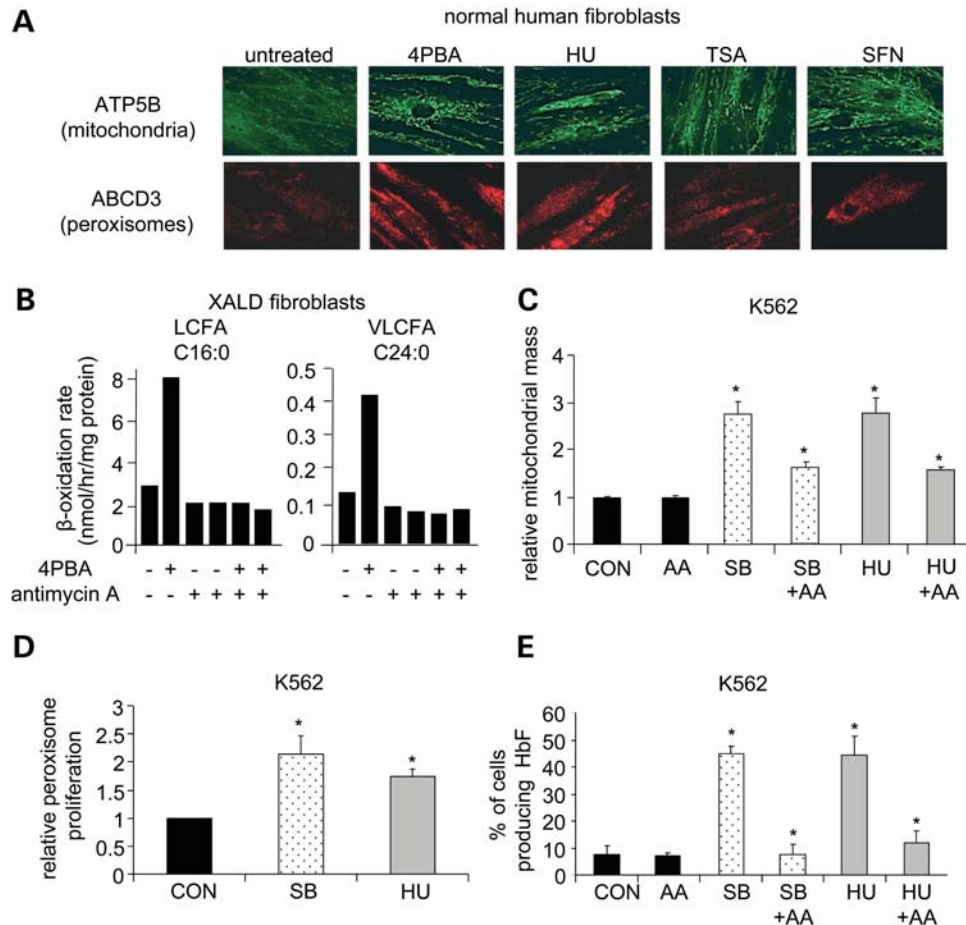 A
normal human fibroblasts
untreated 4PBA HU TSA SFN
ATP5B
(mitochondria)
ABCD3
(peroxisomes)
B
XALD fibroblasts
LCFA
C16:0
VLCFA
C24:0
β-oxidation rate
(nmol/hr/mg protein)
8
6
4
2
0
0.5
0.4
0.3
0.2
0.1
0
4PBA - + - - + + - + - - + +
antimycin A - - + + + + - - + + + +
C
K562
relative mitochondrial mass
4
3
2
1
0
* * * *
CON AA SB SB HU HU
+AA +AA
D
K562
relative peroxisome
proliferation
3
2.5
2
1.5
1
0.5
0
* *
CON SB HU
E
K562
% of cells
producing HbF
60
50
40
30
20
10
0
* * * *
CON AA SB SB HU HU
+AA +AA